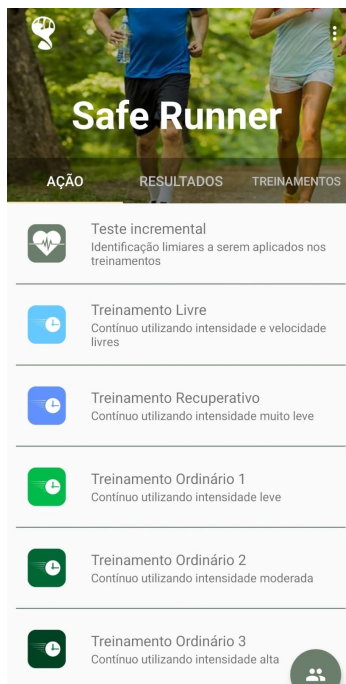 Safe Runner
AÇÃO RESULTADOS TREINAMENTOS
Teste incremental
Identificação limiares a serem aplicados nos
treinamentos
Treinamento Livre
Contínuo utilizando intensidade e velocidade
livres
Treinamento Recuperativo
Contínuo utilizando intensidade muito leve
Treinamento Ordinário 1
Contínuo utilizando intensidade leve
Treinamento Ordinário 2
Contínuo utilizando intensidade moderada
Treinamento Ordinário 3
Contínuo utilizando intensidade alta